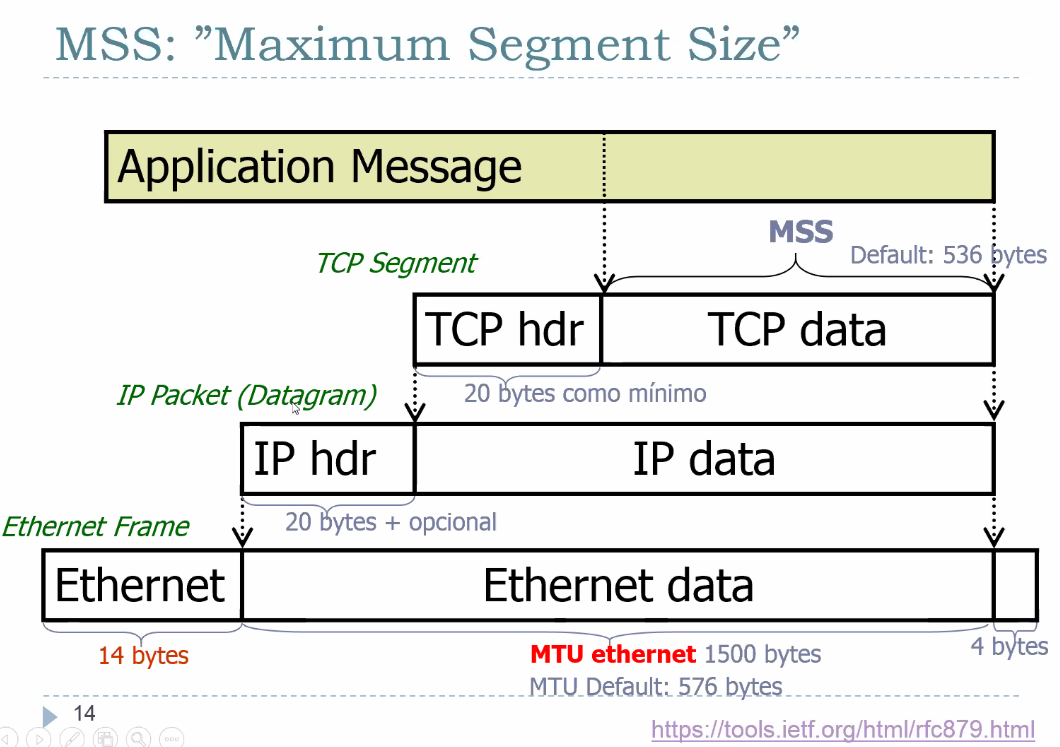 MSS: ”Maximum Segment Size”
Application Message
MSS
Default: 536 bytes
TCP Segment
TCP hdr
TCP data
20 bytes como mínimo
IP Packet (Datagram)
IP hdr
IP data
20 bytes + opcional
Ethernet Frame
Ethernet
Ethernet data
14 bytes
MTU ethernet 1500 bytes
4 bytes
MTU Default: 576 bytes
14
https://tools.ietf.org/html/rfc879.html